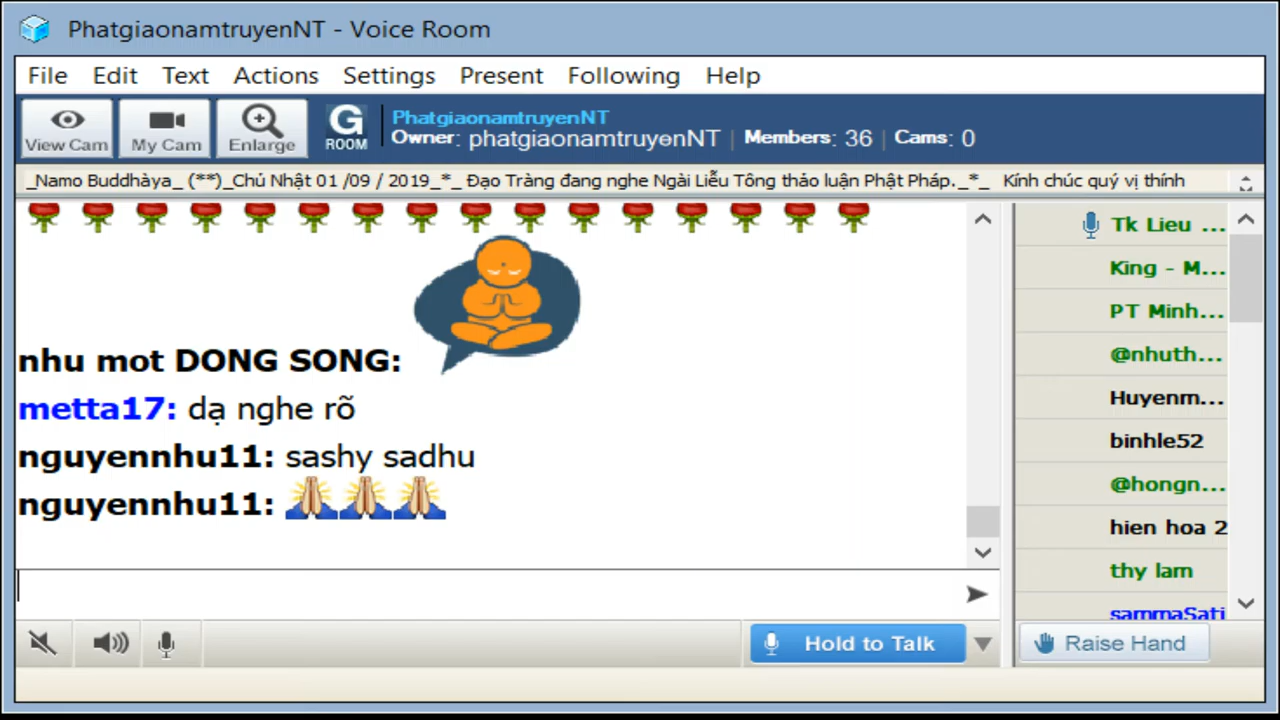 PhatgiaonamtruyenNT - Voice Room
File Edit Text Actions Settings Present Following Help
View Cam My Cam Enlarge G ROOM
PhatgiaonamtruyenNT
Owner: phatgiaonamtruyenNT | Members: 36 | Cams: 0
_Namo Buddhàya_ (**)_Chủ Nhật 01 /09 / 2019_*_ Đạo Tràng đang nghe Ngài Liễu Tông thảo luận Phật Pháp._*_ Kính chúc quý vị thính
nhu mot DONG SONG:
metta17: dạ nghe rõ
nguyennhu11: sashy sadhu
nguyennhu11:
Tk Lieu ...
King - M...
PT Minh...
@nhuth...
Huyenm...
binhle52
@hongn...
hien hoa 2
thy lam
sammaSati
Hold to Talk
Raise Hand